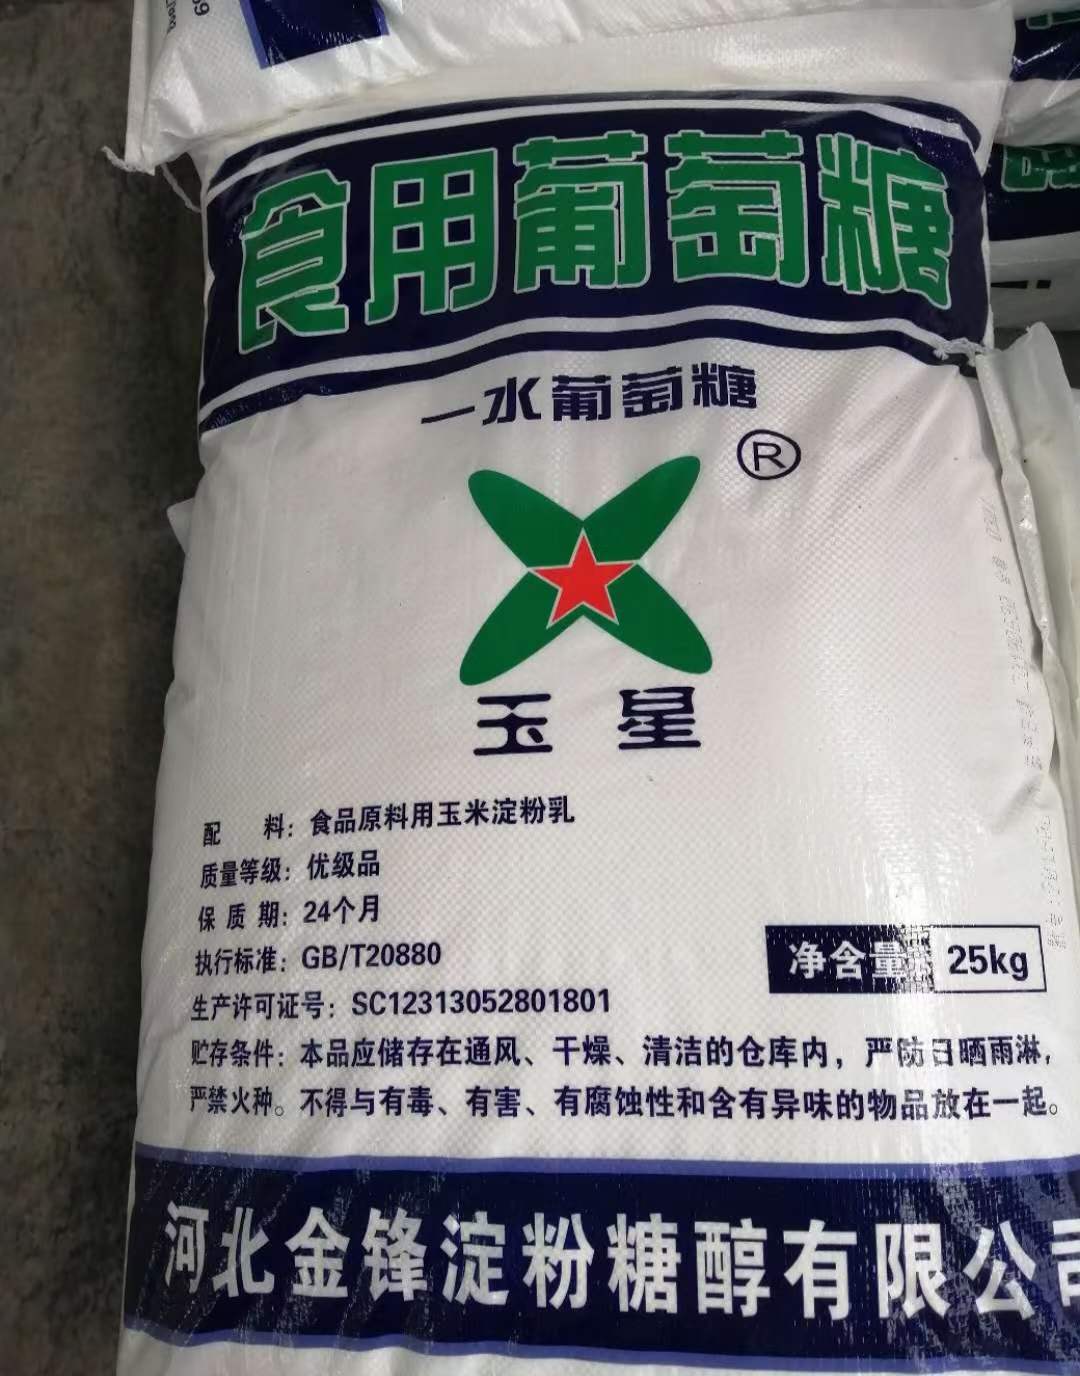 食用葡萄糖
一水葡萄糖
®
玉星
配 料：食品原料用玉米淀粉乳
质量等级：优级品
保 质 期：24个月
执行标准：GB/T20880
净含量：25kg
生产许可证号：SC12313052801801
贮存条件：本品应储存在通风、干燥、清洁的仓库内，严防日晒雨淋，
严禁火种。不得与有毒、有害、有腐蚀性和含有异味的物品放在一起。
河北金锋淀粉糖醇有限公司